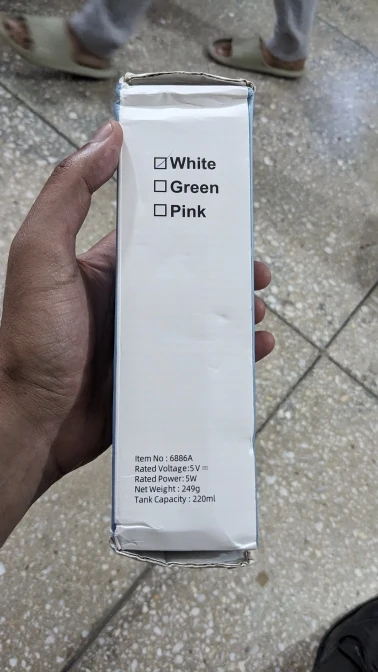 ☑White
☐Green
☐Pink
Item No : 6886A
Rated Voltage:5V ⎓
Rated Power:5W
Net Weight : 249g
Tank Capacity : 220ml